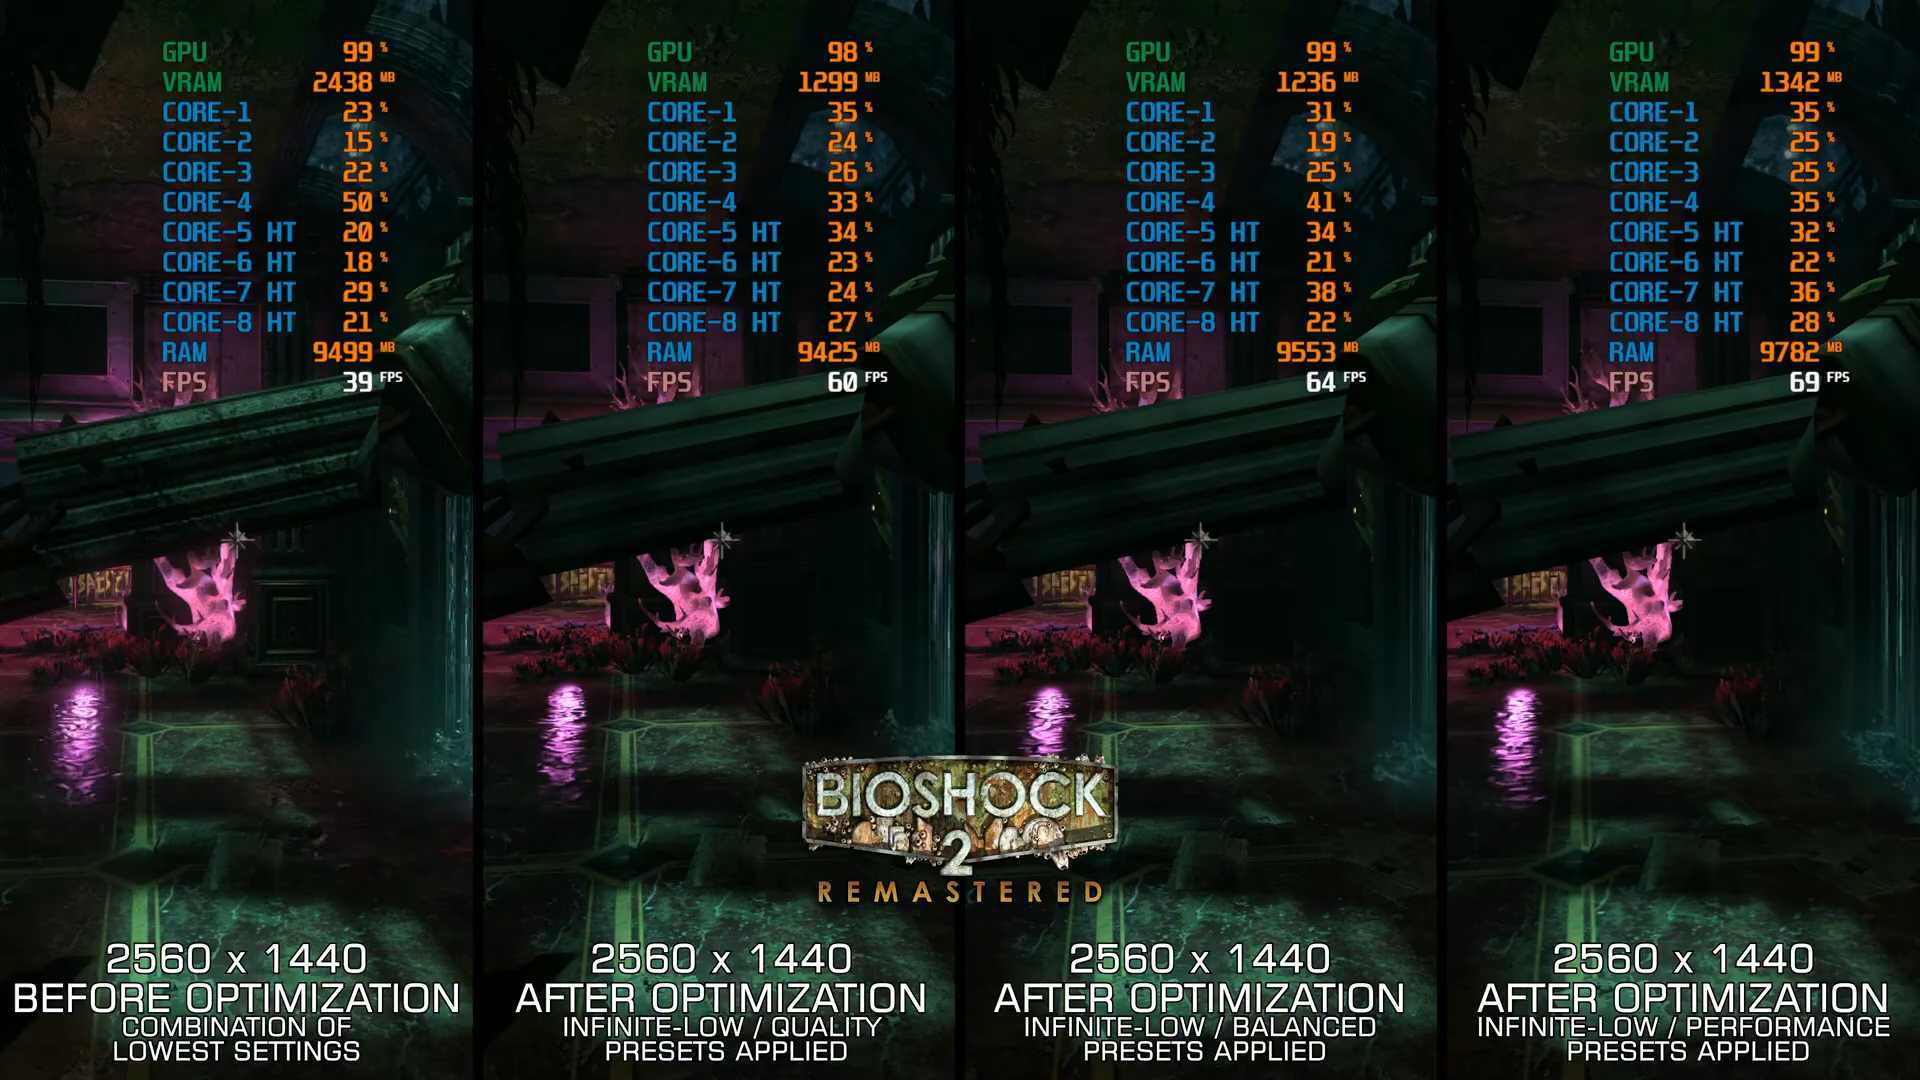 GPU 99 %
VRAM 2438 MB
CORE-1 23 %
CORE-2 15 %
CORE-3 22 %
CORE-4 50 %
CORE-5 HT 20 %
CORE-6 HT 18 %
CORE-7 HT 29 %
CORE-8 HT 21 %
RAM 9499 MB
FPS 39 FPS
2560 x 1440
BEFORE OPTIMIZATION
COMBINATION OF
LOWEST SETTINGS
GPU 98 %
VRAM 1299 MB
CORE-1 35 %
CORE-2 24 %
CORE-3 26 %
CORE-4 33 %
CORE-5 HT 34 %
CORE-6 HT 23 %
CORE-7 HT 24 %
CORE-8 HT 27 %
RAM 9425 MB
FPS 60 FPS
2560 x 1440
AFTER OPTIMIZATION
INFINITE-LOW / QUALITY
PRESETS APPLIED
GPU 99 %
VRAM 1236 MB
CORE-1 31 %
CORE-2 19 %
CORE-3 25 %
CORE-4 41 %
CORE-5 HT 34 %
CORE-6 HT 21 %
CORE-7 HT 38 %
CORE-8 HT 22 %
RAM 9553 MB
FPS 64 FPS
2560 x 1440
AFTER OPTIMIZATION
INFINITE-LOW / BALANCED
PRESETS APPLIED
GPU 99 %
VRAM 1342 MB
CORE-1 35 %
CORE-2 25 %
CORE-3 25 %
CORE-4 35 %
CORE-5 HT 32 %
CORE-6 HT 22 %
CORE-7 HT 36 %
CORE-8 HT 28 %
RAM 9782 MB
FPS 69 FPS
2560 x 1440
AFTER OPTIMIZATION
INFINITE-LOW / PERFORMANCE
PRESETS APPLIED
BIOSHOCK
2
REMASTERED